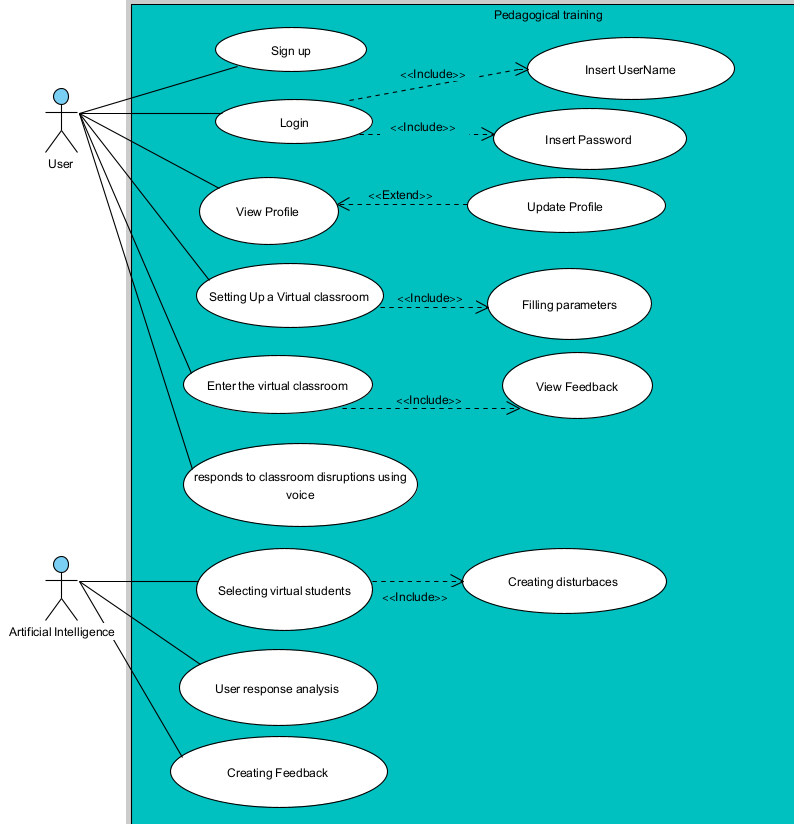 Pedagogical training
Sign up
<<Include>>
Insert UserName
Login
<<Include>>
Insert Password
User
View Profile
<<Extend>>
Update Profile
Setting Up a Virtual classroom
<<Include>>
Filling parameters
Enter the virtual classroom
<<Include>>
View Feedback
responds to classroom disruptions using
voice
Selecting virtual students
<<Include>>
Creating disturbaces
Artificial Intelligence
User response analysis
Creating Feedback